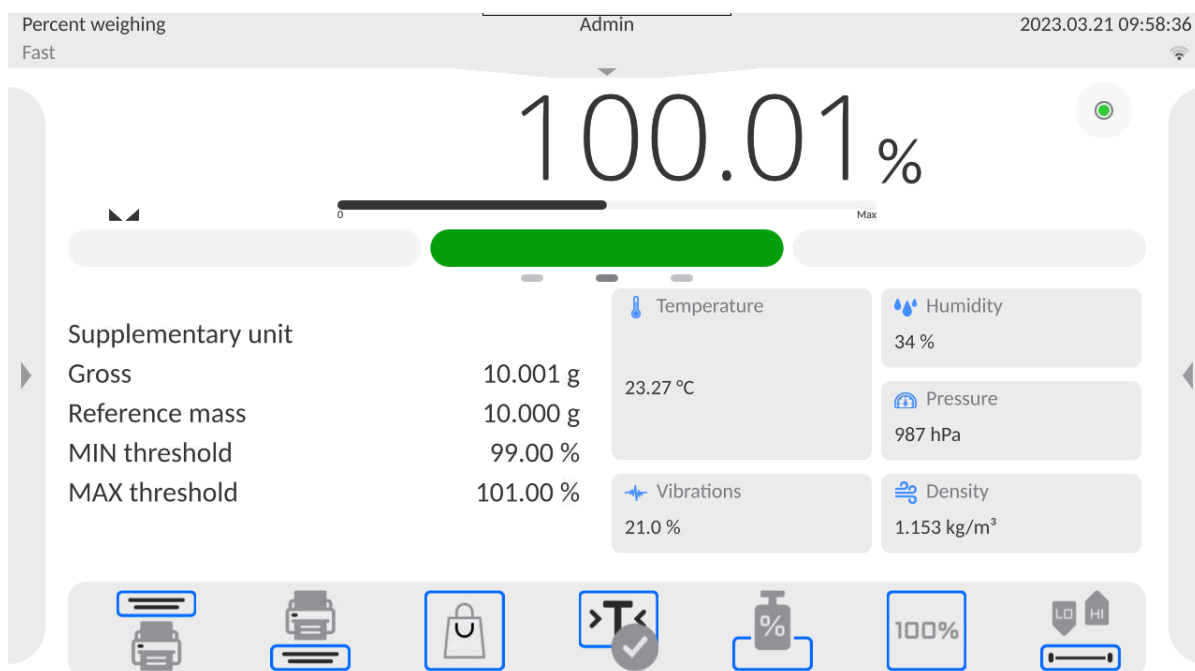 Percent weighing
Admin
2023.03.21 09:58:36
Fast
100.01%
0
Max
Supplementary unit
Gross 10.001 g
Reference mass 10.000 g
MIN threshold 99.00 %
MAX threshold 101.00 %
Temperature
23.27 °C
Humidity
34 %
Pressure
987 hPa
Vibrations
21.0 %
Density
1.153 kg/m³
>T<
%
100%
LO HI